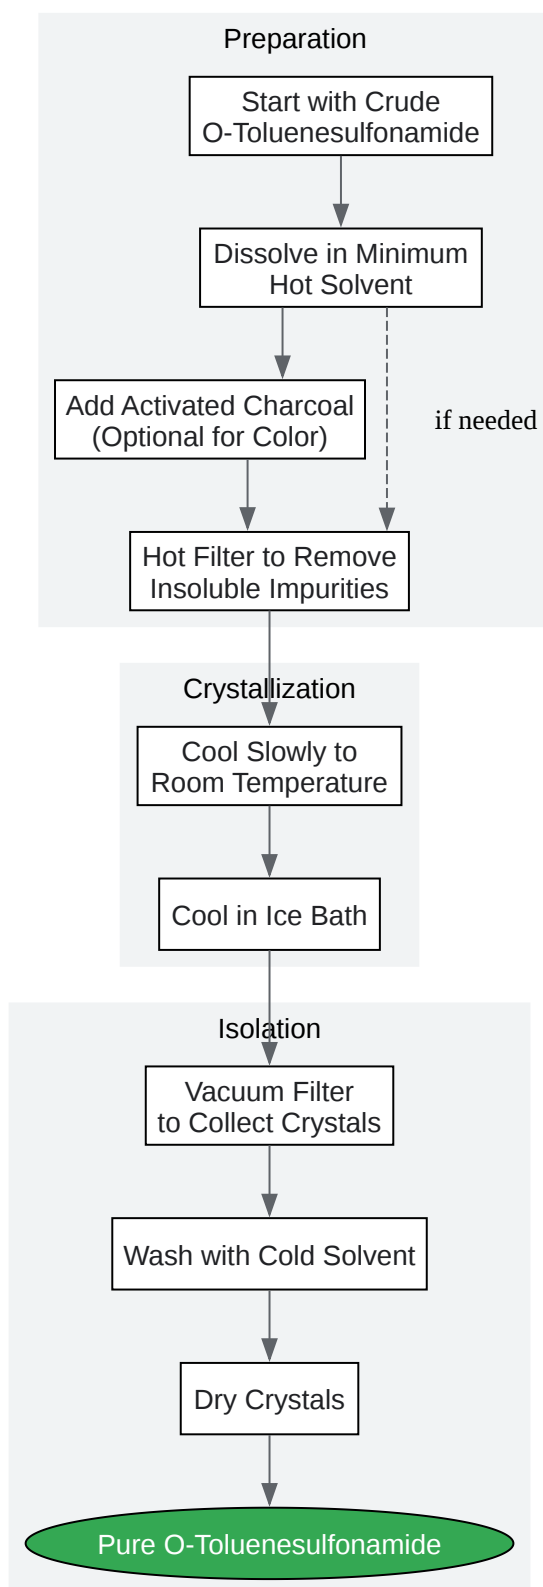 Preparation
Start with Crude
O-Toluenesulfonamide
Dissolve in Minimum
Hot Solvent
Add Activated Charcoal
(Optional for Color)
if needed
Hot Filter to Remove
Insoluble Impurities
Crystallization
Cool Slowly to
Room Temperature
Cool in Ice Bath
Isolation
Vacuum Filter
to Collect Crystals
Wash with Cold Solvent
Dry Crystals
Pure O-Toluenesulfonamide